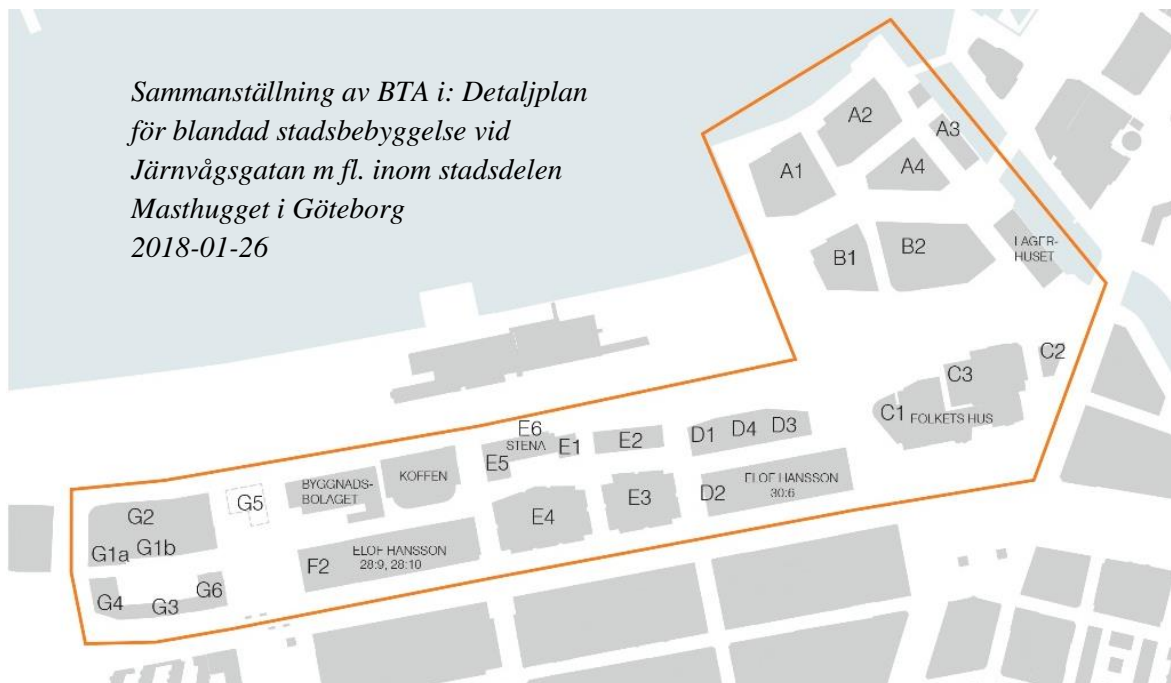 Sammanställning av BTA i: Detaljplan
för blandad stadsbebyggelse vid
Järnvågsgatan m fl. inom stadsdelen
Masthugget i Göteborg
2018-01-26
A1
A2
A3
A4
B1
B2
LAGER-
HUSET
C1
FOLKETS HUS
C2
C3
D1
D4
D3
D2
ELOF HANSSON
30:6
E6
STENA
E1
E5
E2
E3
E4
KOFFEN
BYGGNADS-
BOLAGET
F2
ELOF HANSSON
28:9, 28:10
G5
G2
G1a
G1b
G4
G3
G6